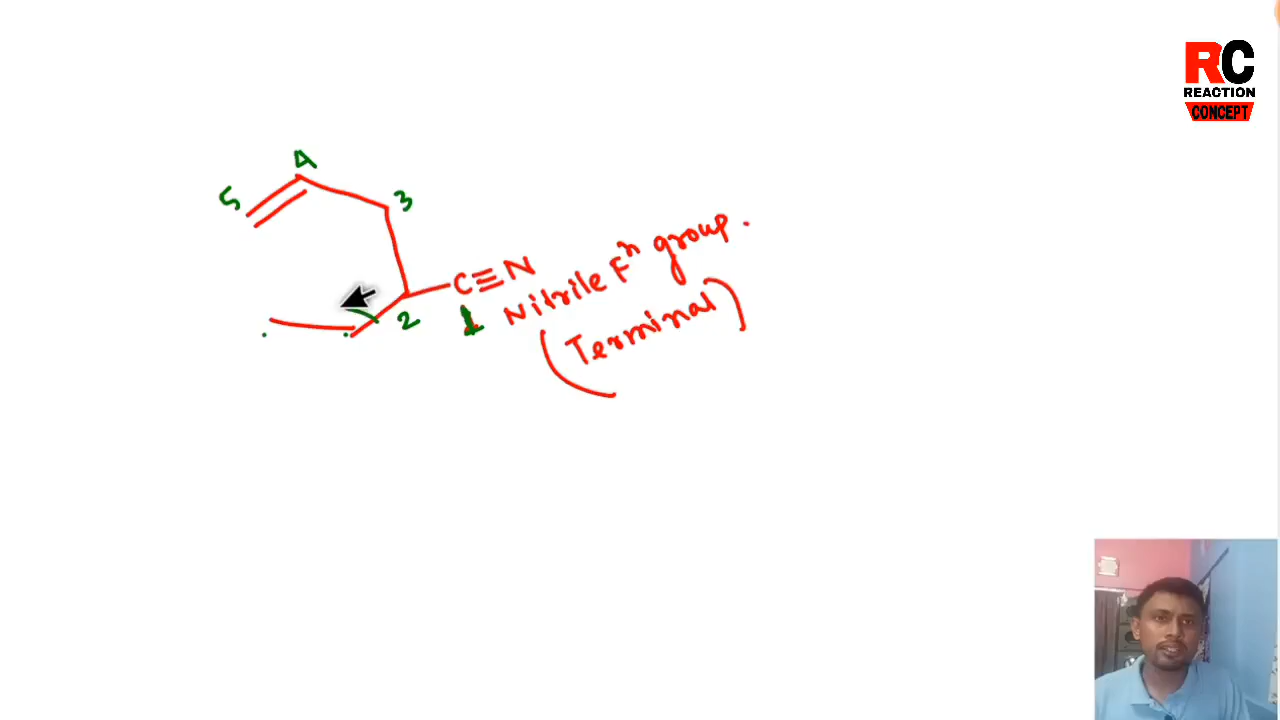 RC
REACTION
CONCEPT
4
5
3
C≡N
2
1
Nitrile Fⁿ group.
(Terminal)